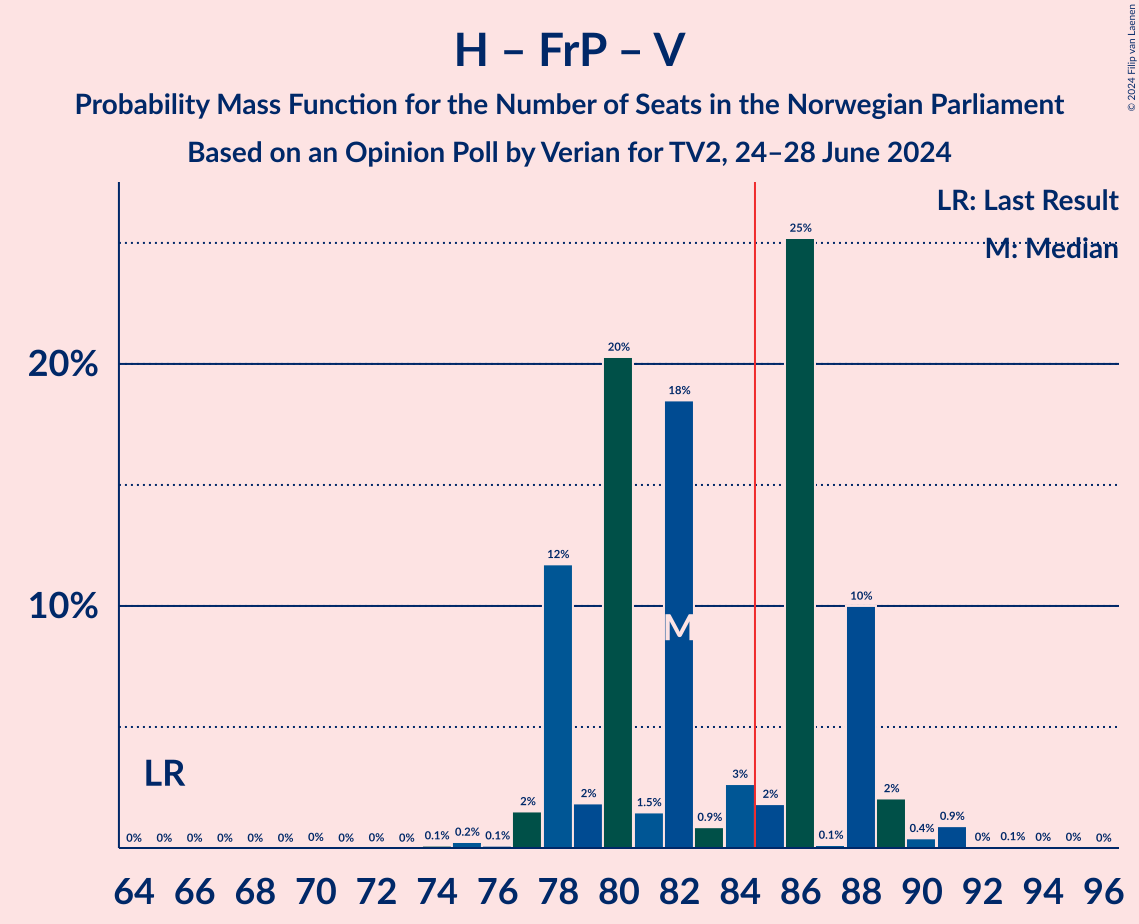 © 2024 Filip van Laenen
H – FrP – V
Probability Mass Function for the Number of Seats in the Norwegian Parliament
Based on an Opinion Poll by Verian for TV2, 24–28 June 2024
LR: Last Result
M: Median
20%
10%
LR
M
0% 0% 0% 0% 0% 0% 0% 0% 0% 0% 0.1% 0.2% 0.1% 2% 12% 2% 20% 1.5% 18% 0.9% 3% 2% 25% 0.1% 10% 2% 0.4% 0.9% 0% 0.1% 0% 0% 0%
64 66 68 70 72 74 76 78 80 82 84 86 88 90 92 94 96